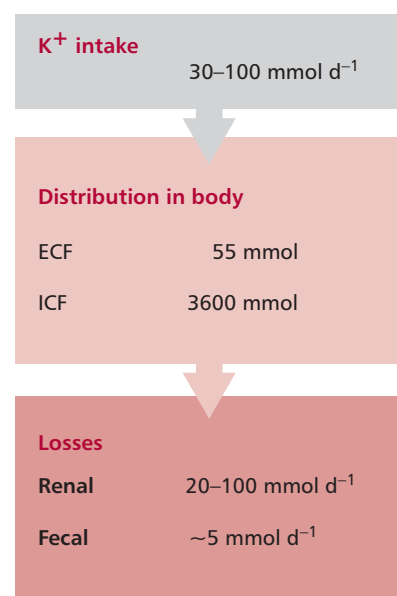 K⁺ intake
30–100 mmol d⁻¹
Distribution in body
ECF 55 mmol
ICF 3600 mmol
Losses
Renal 20–100 mmol d⁻¹
Fecal ~5 mmol d⁻¹